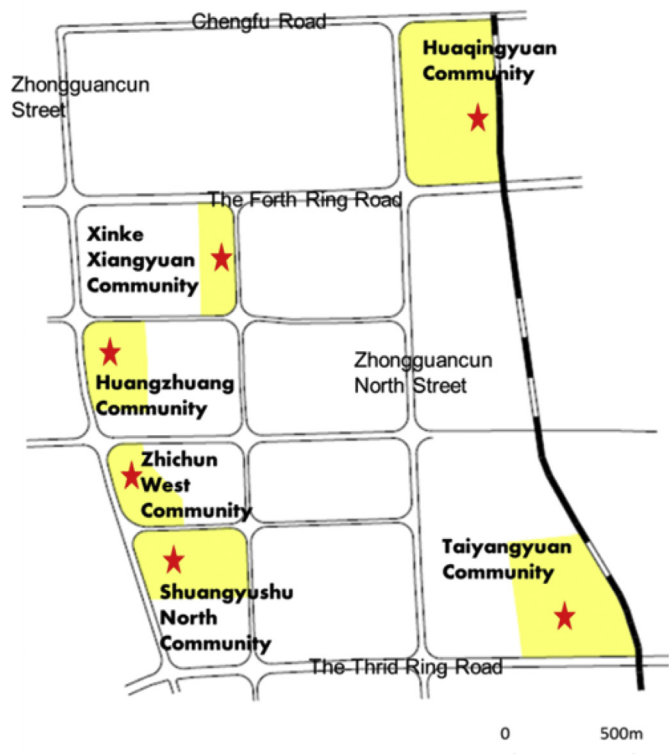 Chengfu Road
Huaqingyuan
Community
Zhongguancun
Street
The Forth Ring Road
Xinke
Xiangyuan
Community
Zhongguancun
North Street
Huangzhuang
Community
Zhichun
West
Community
Taiyangyuan
Community
Shuangyushu
North
Community
The Thrid Ring Road
0 500m